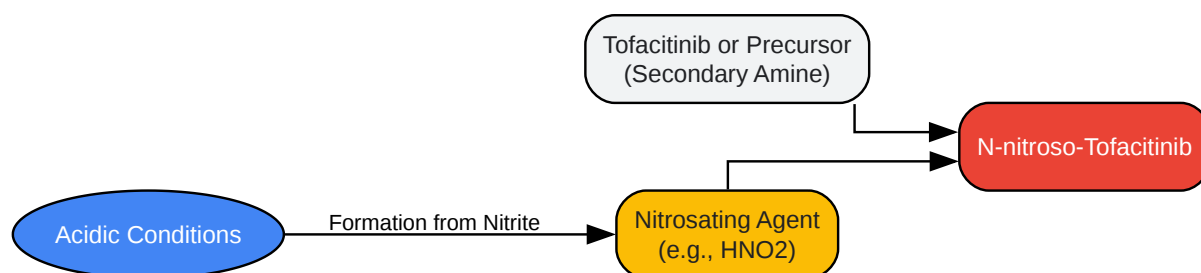 Tofacitinib or Precursor
(Secondary Amine)
N-nitroso-Tofacitinib
Acidic Conditions
Formation from Nitrite
Nitrosating Agent
(e.g., HNO2)